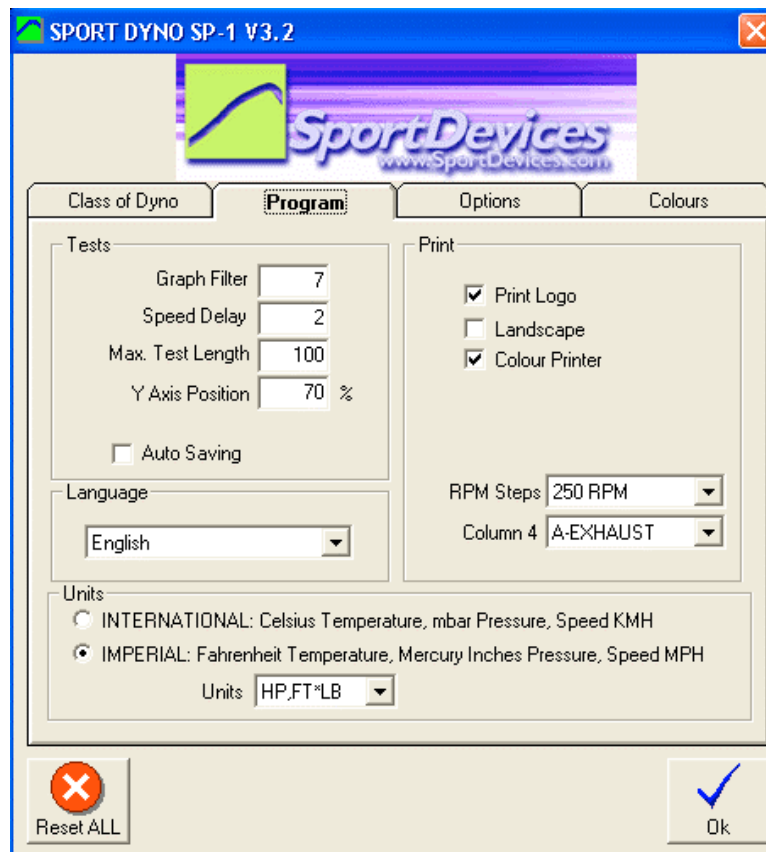 SPORT DYNO SP-1 V3.2
SportDevices
www.SportDevices.com
Class of Dyno
Program
Options
Colours
Tests
Graph Filter 7
Speed Delay 2
Max. Test Length 100
Y Axis Position 70 %
Auto Saving
Language
English
Print
Print Logo
Landscape
Colour Printer
RPM Steps 250 RPM
Column 4 A-EXHAUST
Units
INTERNATIONAL: Celsius Temperature, mbar Pressure, Speed KMH
IMPERIAL: Fahrenheit Temperature, Mercury Inches Pressure, Speed MPH
Units HP,FT*LB
Reset ALL
Ok